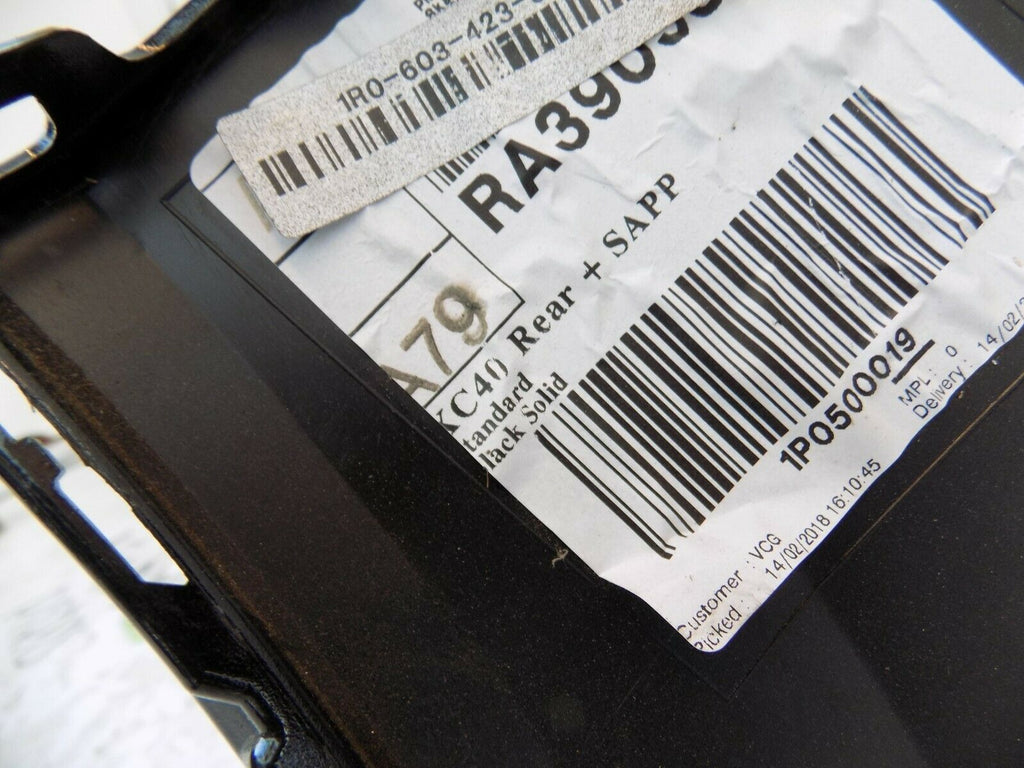 1R0-603-423-
RA390
A79
XC40 Rear + SAPP
tandard
lack Solid
1P0500019
MPL : 0
Delivery : 14/02/
Customer : VCG
Picked : 14/02/2018 16:10:45